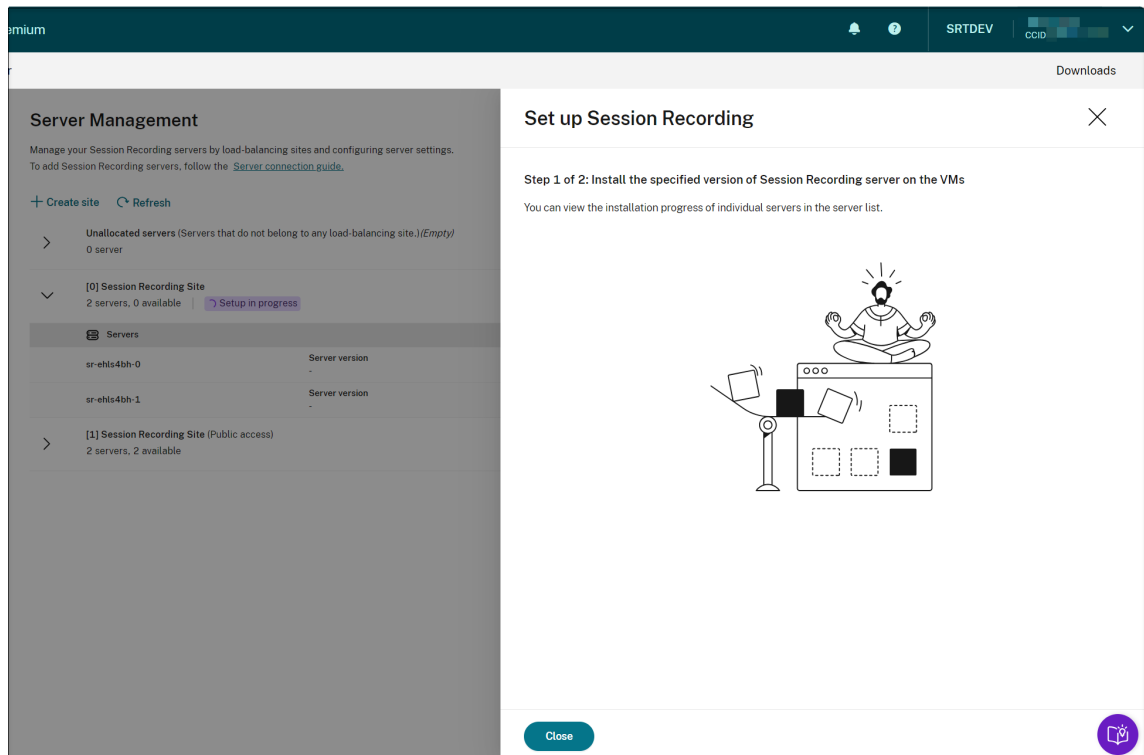 emium
SRTDEV
CCID
r
Downloads
Server Management
Manage your Session Recording servers by load-balancing sites and configuring server settings.
To add Session Recording servers, follow the Server connection guide.
Create site
Refresh
Unallocated servers (Servers that do not belong to any load-balancing site.)(Empty)
0 server
[0] Session Recording Site
2 servers, 0 available
Setup in progress
Servers
sr-ehls4bh-0
Server version
-
sr-ehls4bh-1
Server version
-
[1] Session Recording Site (Public access)
2 servers, 2 available
Set up Session Recording
Step 1 of 2: Install the specified version of Session Recording server on the VMs
You can view the installation progress of individual servers in the server list.
Close